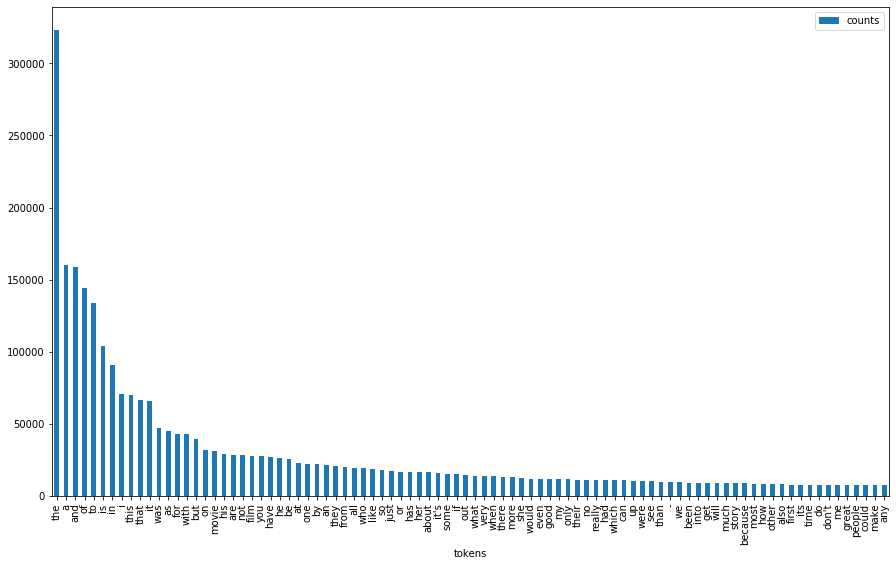 counts
300000
250000
200000
150000
100000
50000
0
the
a
and
of
to
is
in
i
this
that
it
was
as
for
with
but
on
movie
his
are
not
film
you
have
he
be
at
one
by
an
they
from
all
who
like
so
just
or
has
her
about
it's
some
if
out
what
very
when
there
more
she
would
even
good
my
only
their
no
really
had
which
can
up
were
see
than
-
we
been
into
get
will
much
story
because
most
how
other
also
first
its
time
do
don't
me
great
people
could
make
any
tokens